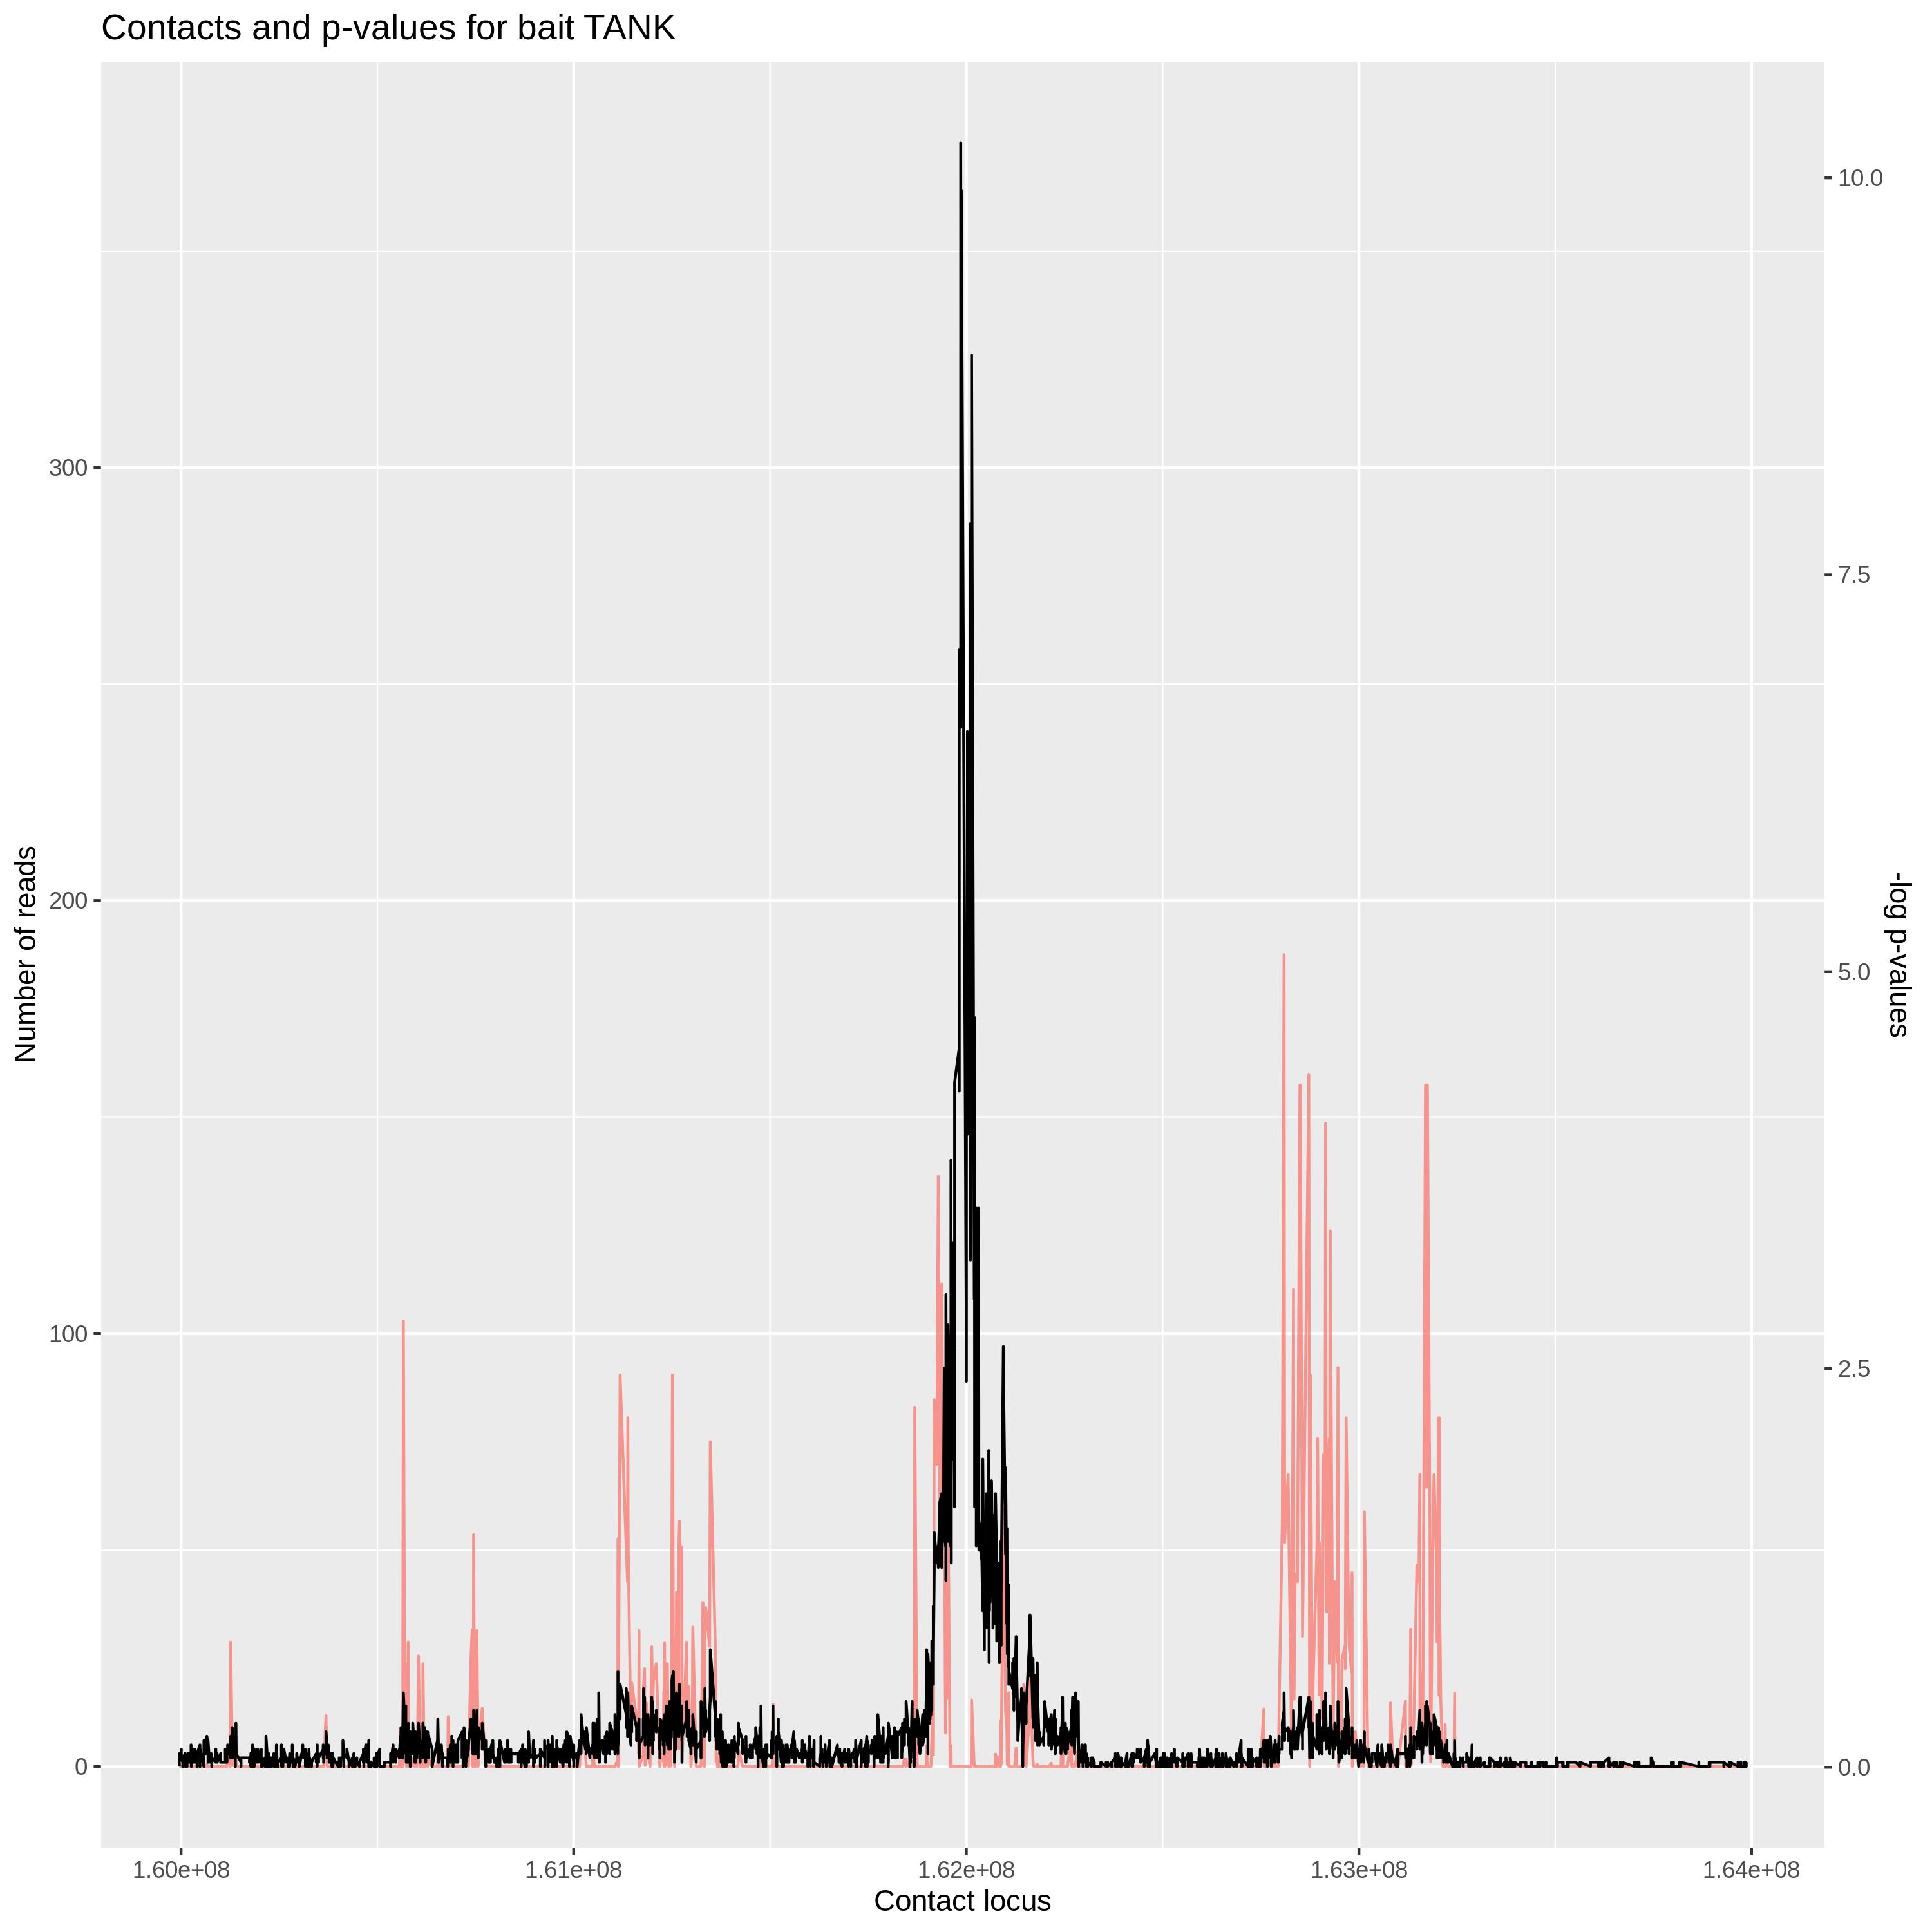 Contacts and p-values for bait TANK
Number of reads
300
200
100
0
10.0
7.5
5.0
2.5
0.0
-log p-values
1.60e+08
1.61e+08
1.62e+08
1.63e+08
1.64e+08
Contact locus